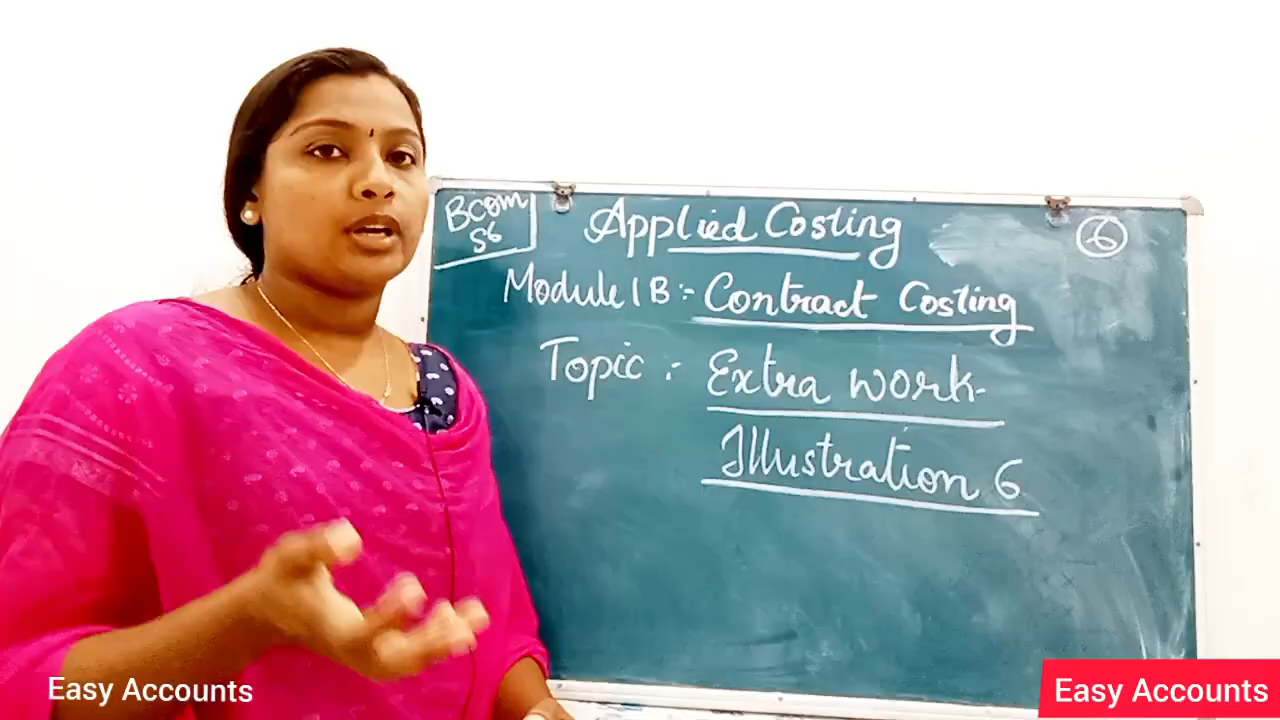 BCom
S6
Applied Costing
6
Module 1B:- Contract Costing
Topic :- Extra work-
Illustration 6
Easy Accounts
Easy Accounts